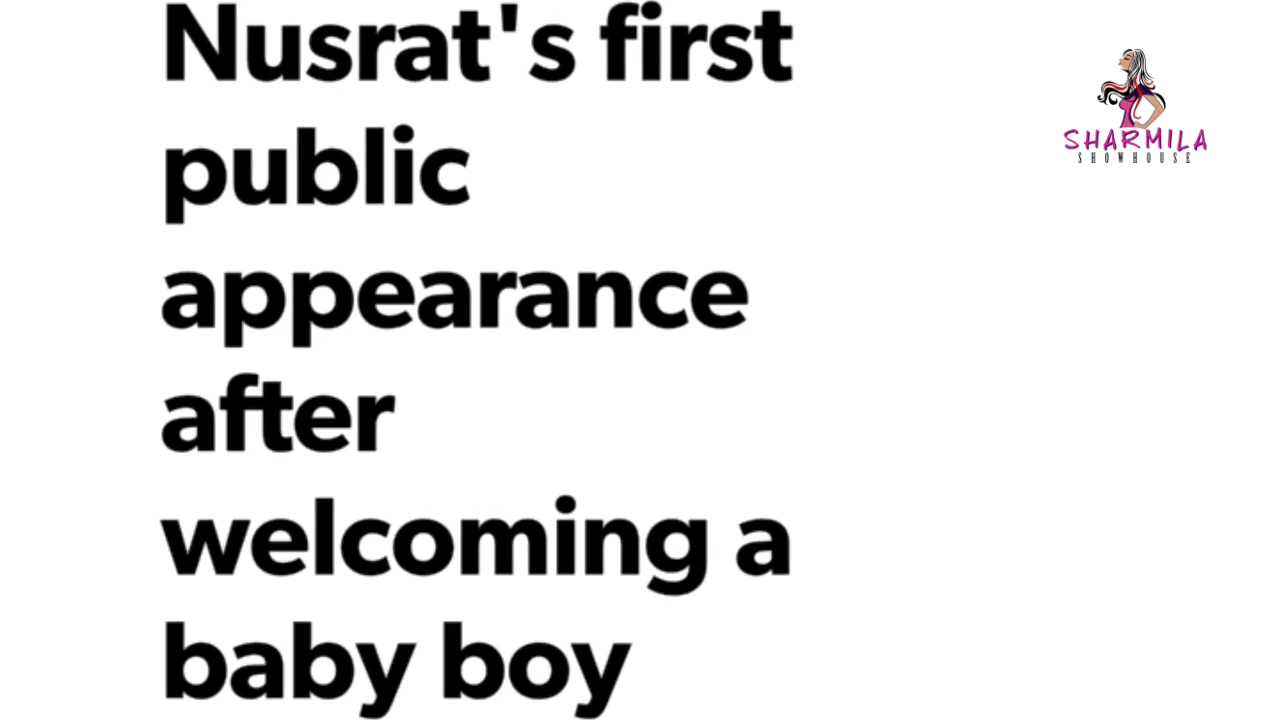 Nusrat's first
public
appearance
after
welcoming a
baby boy
SHARMILA
SHOWHOUSE